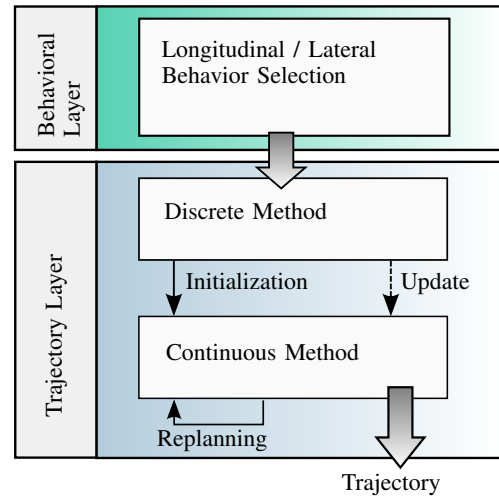 Behavioral
Layer
Longitudinal / Lateral
Behavior Selection
Trajectory Layer
Discrete Method
Initialization
Update
Continuous Method
Replanning
Trajectory